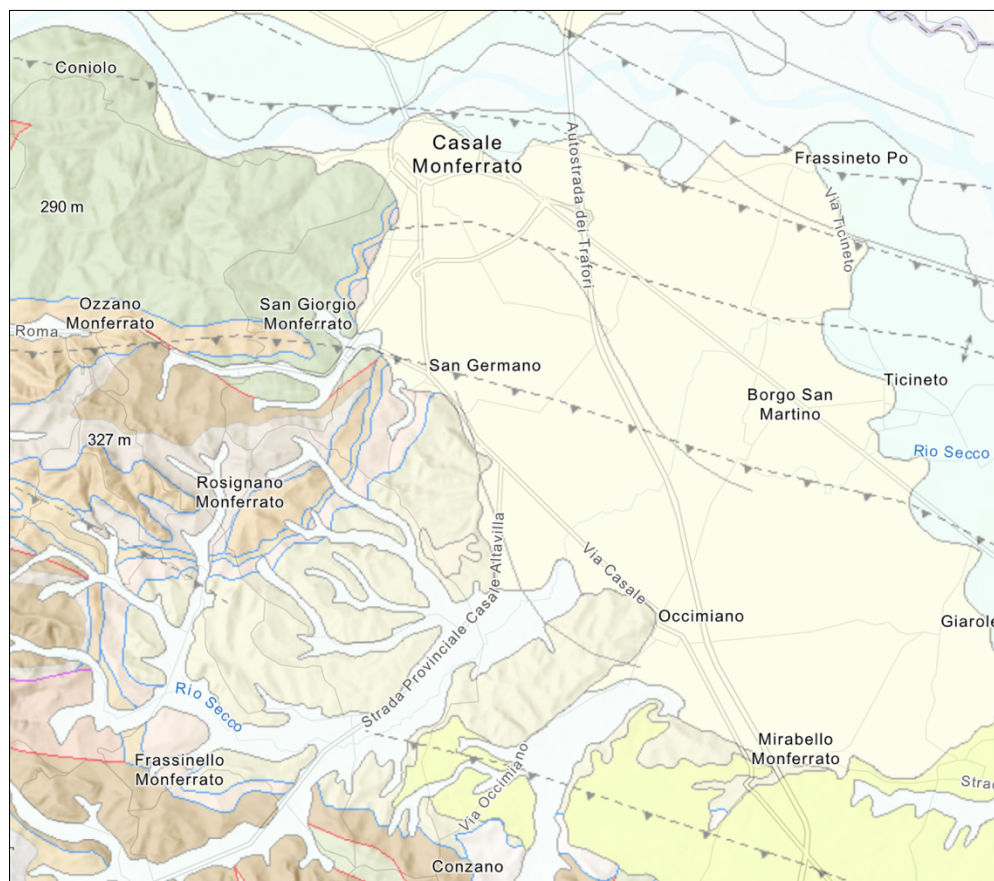 Coniolo
Casale
Monferrato
Autostrada dei Trafori
Frassineto Po
Via Ticineto
290 m
Ozzano
Monferrato
San Giorgio
Monferrato
Roma
San Germano
Ticineto
Borgo San
Martino
327 m
Rio Secco
Rosignano
Monferrato
Strada Provinciale Casale Altavilla
Via Casale
Occimiano
Giarole
Rio Secco
Frassinello
Monferrato
Mirabello
Monferrato
Via Occimiano
Strad
Conzano